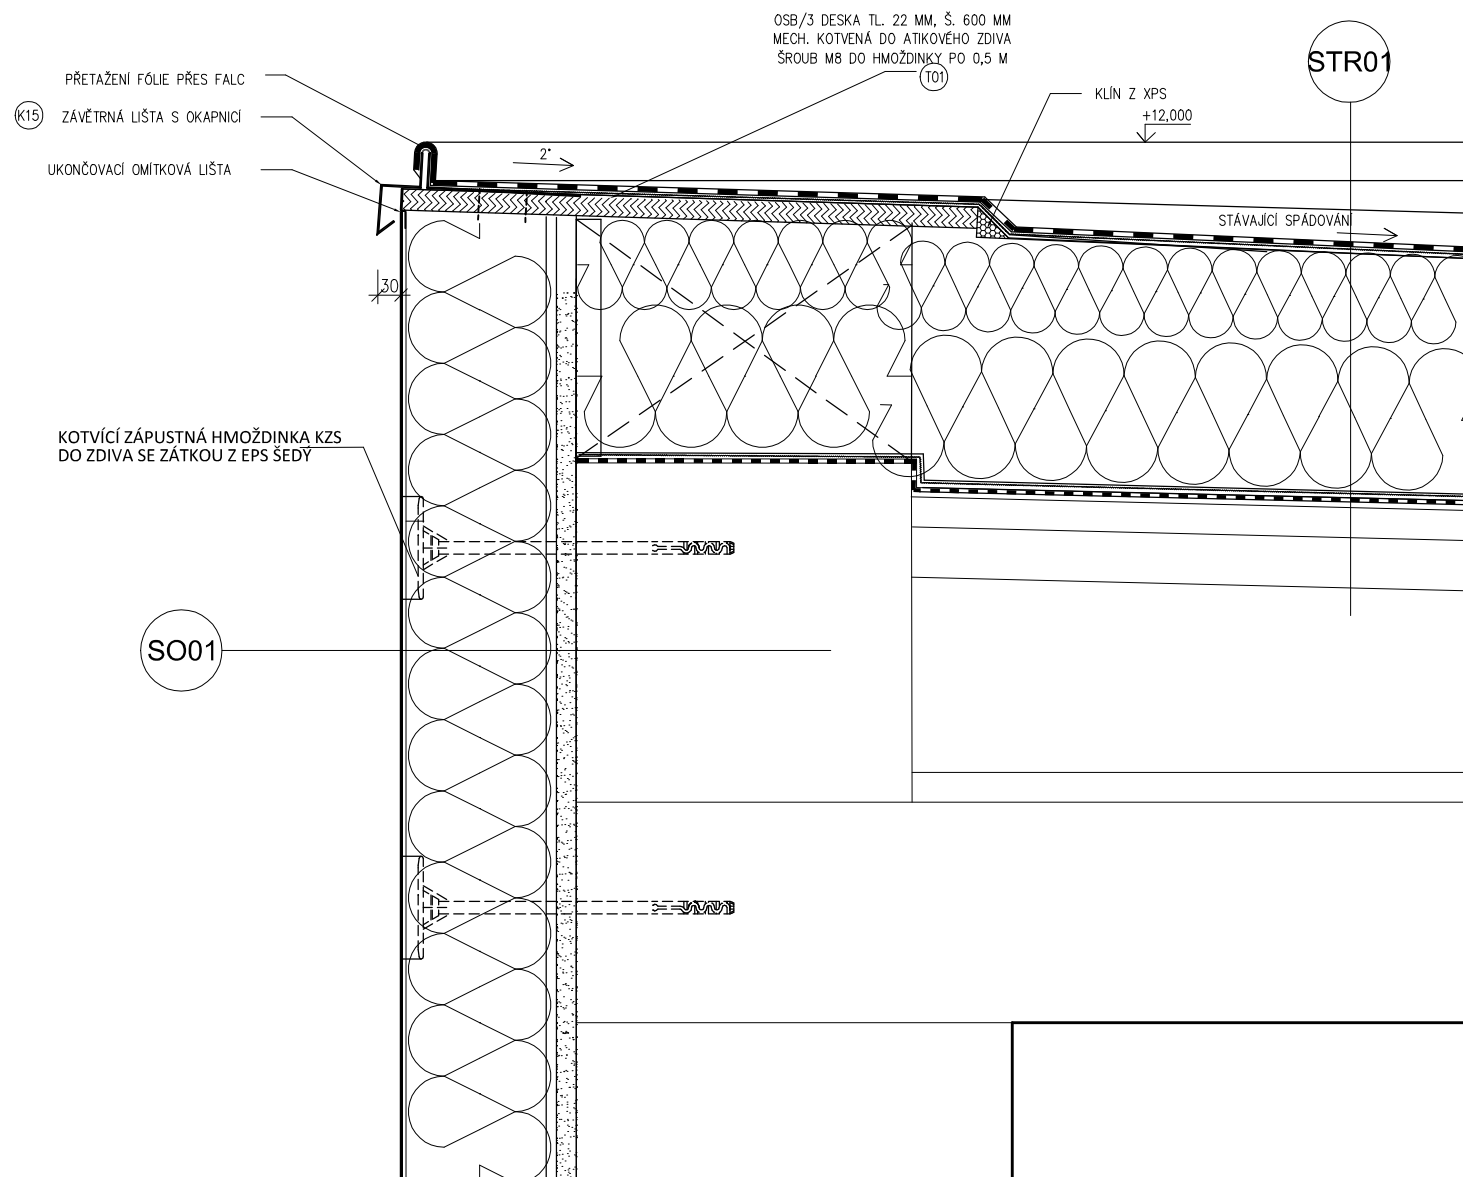 OSB/3 DESKA TL. 22 MM, Š. 600 MM
MECH. KOTVENÁ DO ATIKOVÉHO ZDIVA
ŠROUB M8 DO HMOŽDINKY PO 0,5 M
T01
STR01
PŘETAŽENÍ FÓLIE PŘES FALC
KLÍN Z XPS
K15 ZÁVĚTRNÁ LIŠTA S OKAPNICÍ
+12,000
2°
UKONČOVACÍ OMÍTKOVÁ LIŠTA
STÁVAJÍCÍ SPÁDOVÁNÍ
30
KOTVÍCÍ ZÁPUSTNÁ HMOŽDINKA KZS
DO ZDIVA SE ZÁTKOU Z EPS ŠEDÝ
SO01